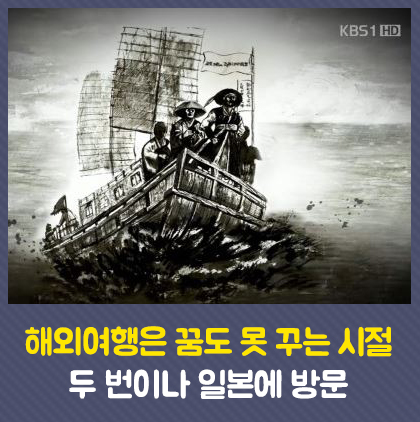 KBS1 HD
해외여행은 꿈도 못 꾸는 시절
두 번이나 일본에 방문